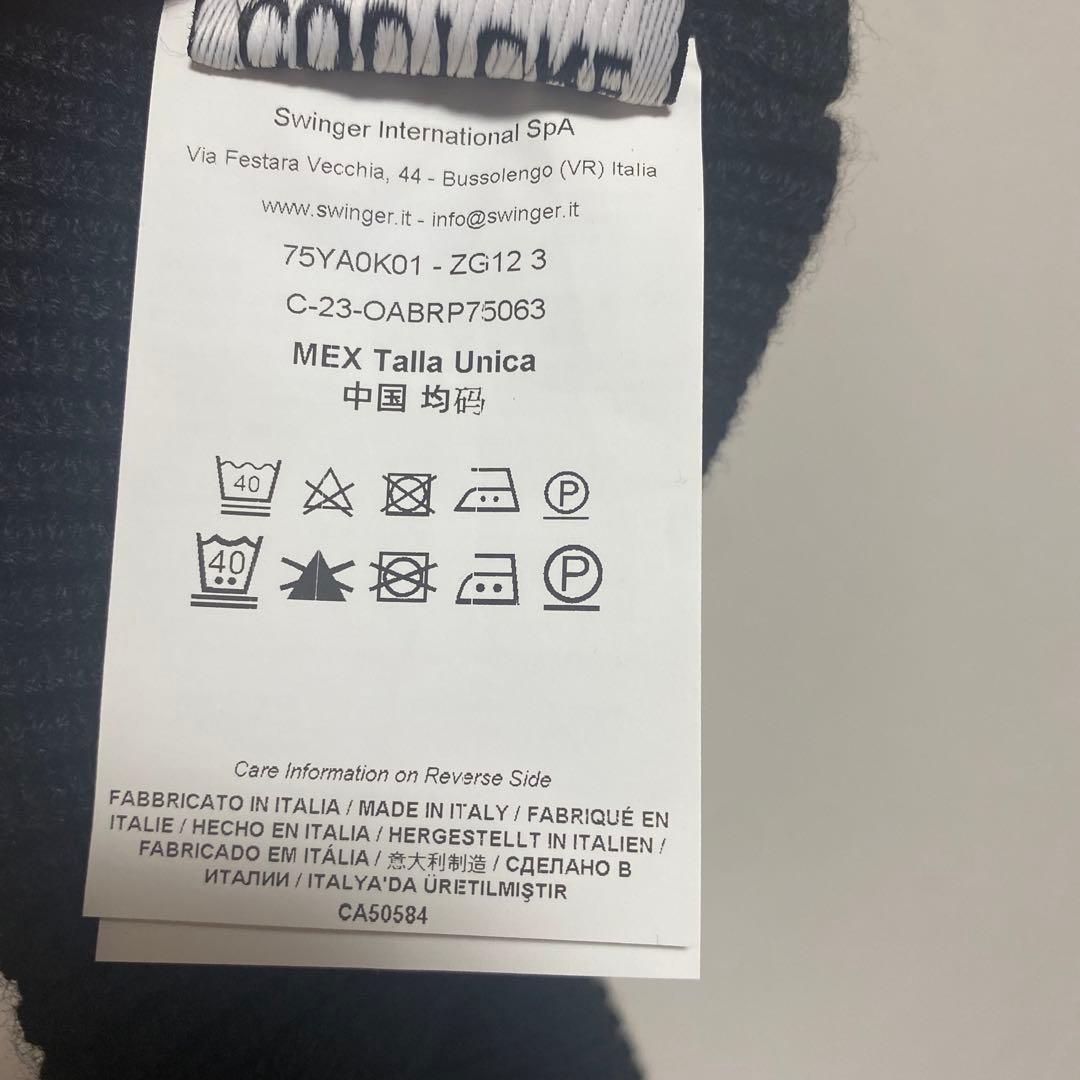 Swinger International SpA
Via Festara Vecchia, 44 - Bussolengo (VR) Italia
www.swinger.it - info@swinger.it
75YA0K01 - ZG12 3
C-23-OABRP75063
MEX Talla Unica
中国 均码
40 P
40 P
Care Information on Reverse Side
FABBRICATO IN ITALIA / MADE IN ITALY / FABRIQUÉ EN
ITALIE / HECHO EN ITALIA / HERGESTELLT IN ITALIEN /
FABRICADO EM ITÁLIA / 意大利制造 / СДЕЛАНО В
ИТАЛИИ / ITALYA'DA ÜRETILMIŞTIR
CA50584